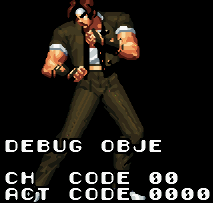 DEBUG OBJE
CH CODE 00
ACT CODE 0000